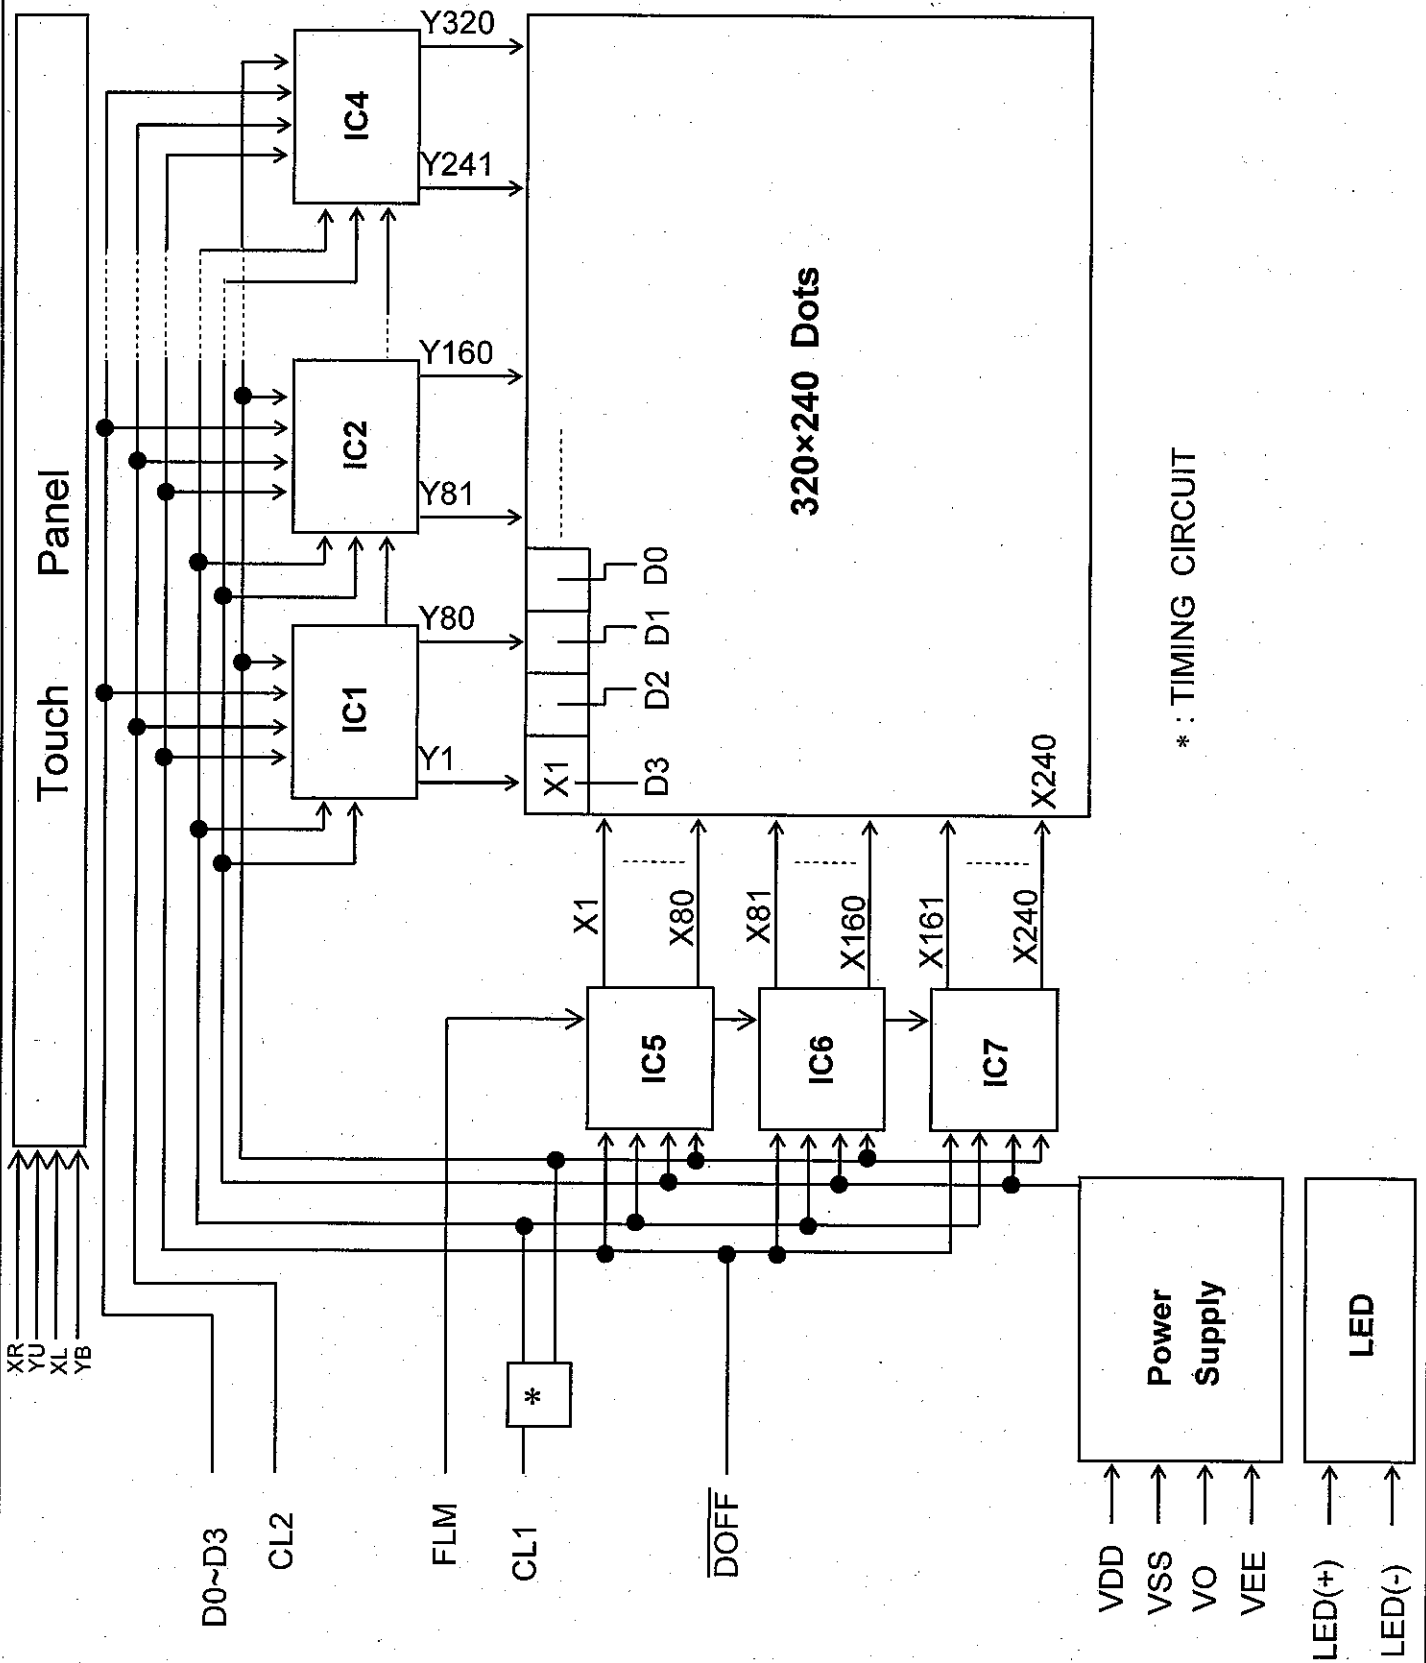 Touch Panel
XR
YU
XL
YB
D0~D3
CL2
FLM
CL1
DOFF
VDD
VSS
VO
VEE
LED(+)
LED(-)
*
Power
Supply
LED
IC1
IC2
IC4
IC5
IC6
IC7
Y1
Y80
Y81
Y160
Y241
Y320
X1
X80
X81
X160
X161
X240
X1
D3
D2
D1
D0
X240
320×240 Dots
* : TIMING CIRCUIT